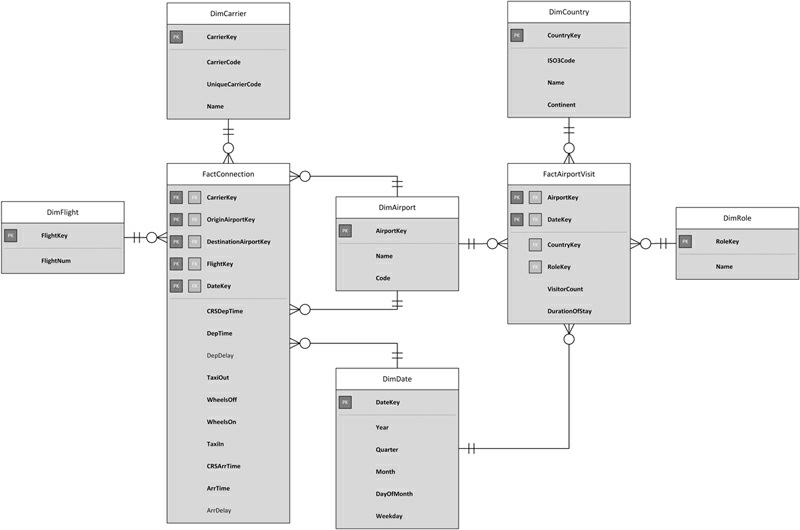 DimCarrier
PK CarrierKey
CarrierCode
UniqueCarrierCode
Name
DimCountry
PK CountryKey
ISO3Code
Name
Continent
FactConnection
PK FK CarrierKey
PK FK OriginAirportKey
PK FK DestinationAirportKey
PK FK FlightKey
PK FK DateKey
CRSDepTime
DepTime
DepDelay
TaxiOut
WheelsOff
WheelsOn
TaxiIn
CRSArrTime
ArrTime
ArrDelay
DimFlight
PK FlightKey
FlightNum
DimAirport
PK AirportKey
Name
Code
FactAirportVisit
PK FK AirportKey
PK FK DateKey
FK CountryKey
FK RoleKey
VisitorCount
DurationOfStay
DimRole
PK RoleKey
Name
DimDate
PK DateKey
Year
Quarter
Month
DayOfMonth
Weekday